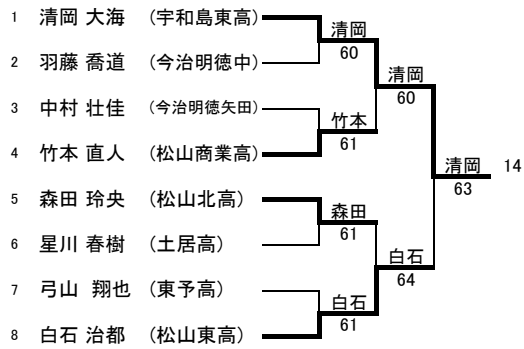 1 清岡 大海 (宇和島東高)
清岡
60
2 羽藤 喬道 (今治明徳中)
清岡
60
3 中村 壮佳 (今治明徳矢田)
竹本
61
4 竹本 直人 (松山商業高)
清岡 14
63
5 森田 玲央 (松山北高)
森田
61
6 星川 春樹 (土居高)
白石
64
7 弓山 翔也 (東予高)
白石
61
8 白石 治都 (松山東高)